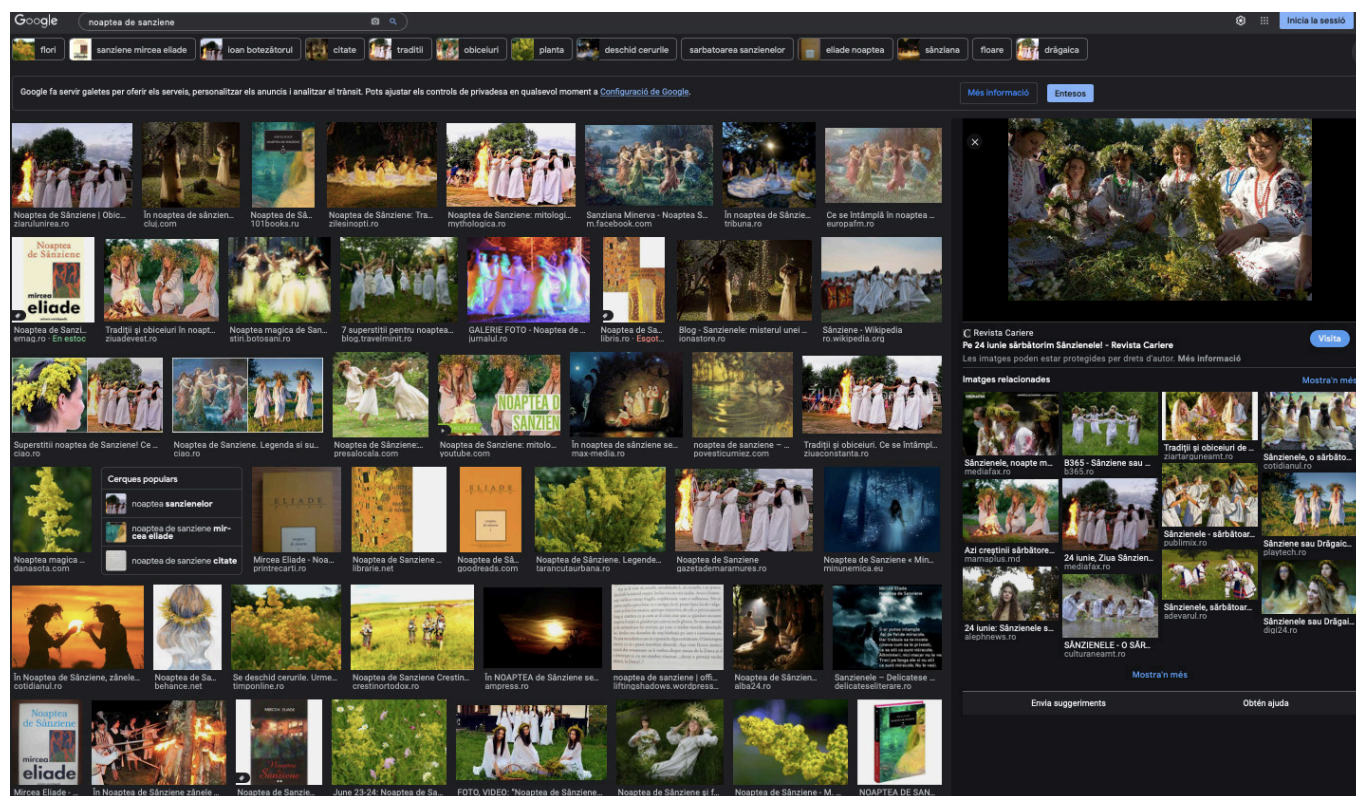 Google
noaptea de sanziene
Inicia la sessió
flori
sanziene mircea eliade
ioan botezătorul
citate
traditii
obiceiuri
planta
deschid cerurile
sarbatoarea sanzienelor
eliade noaptea
sânziana
floare
drăgaica
Google fa servir galetes per oferir els serveis, personalitzar els anuncis i analitzar el trànsit. Pots ajustar els controls de privadesa en qualsevol moment a Configuració de Google.
Més informació
Entesos
Noaptea de Sânziene | Obic...
ziarulunirea.ro
În noaptea de sânzien...
cluj.com
Noaptea de Sâ...
101books.ru
Noaptea de Sânziene: Tra...
zilesinopti.ro
Noaptea de Sanziene: mitologi...
mythologica.ro
Sanziana Minerva - Noaptea S...
m.facebook.com
În noaptea de Sânzie...
tribuna.ro
Ce se întâmplă în noaptea ...
europafm.ro
Noaptea
de Sânziene
mircea
eliade
Noaptea de Sanzi...
emag.ro · En estoc
Tradiții și obiceiuri în noapt...
ziuadevest.ro
Noaptea magica de San...
stiri.botosani.ro
7 superstitii pentru noaptea...
blog.travelminit.ro
GALERIE FOTO - Noaptea de ...
jurnalul.ro
Noaptea de Sa...
libris.ro · Esgot...
Blog - Sanzienele: misterul unei ...
ionastore.ro
Sânziene - Wikipedia
ro.wikipedia.org
Superstitii noaptea de Sanziene! Ce ...
ciao.ro
Noaptea de Sanziene. Legenda si su...
ciao.ro
Noaptea de Sânziene:...
presalocala.com
NOAPTEA D
SANZIEN
Noaptea de Sanziene: mitolo...
youtube.com
În noaptea de sânziene se...
max-media.ro
noaptea de sanziene – ...
povesticumiez.com
Tradiții și obiceiuri. Ce se întâmpl...
ziuaconstanta.ro
Noaptea magica ...
danasota.com
Cerques populars
noaptea sanzienelor
noaptea de sanziene mir-
cea eliade
noaptea de sanziene citate
ELIADE
Mircea Eliade - Noa...
printrecarti.ro
Noaptea de Sanziene ...
librarie.net
ELIADE
Noaptea de Sâ...
goodreads.com
Noaptea de Sânziene. Legende...
tarancutaurbana.ro
Noaptea de Sanziene
gazetademaramures.ro
Noaptea de Sanziene « Min...
minunemica.eu
În Noaptea de Sânziene, zânele...
cotidianul.ro
Noaptea de Sa...
behance.net
Se deschid cerurile. Urme...
timponline.ro
Noaptea de Sanziene Crestin...
crestinortodox.ro
În NOAPTEA de Sânziene se...
ampress.ro
noaptea de sanziene | offi...
liftingshadows.wordpress...
Noaptea de Sânzien...
alba24.ro
Mircea Eliade
Noaptea de Sanziene
Sanzienele – Delicatese ...
delicateseliterare.ro
Noaptea
de Sânziene
mircea
eliade
Mircea Eliade - ...
În Noaptea de Sânziene zânele ...
MIRCEA ELIADE
Noaptea
Sanziene
Noaptea de Sanzie...
June 23-24: Noaptea de Sa...
FOTO, VIDEO: "Noaptea de Sânziene...
Noaptea de Sânziene și f...
Noaptea de Sânziene - M. ...
NOAPTEA DE SAN...
Revista Cariere
Pe 24 iunie sărbătorim Sânzienele! - Revista Cariere
Visita
Les imatges poden estar protegides per drets d'autor. Més informació
Imatges relacionades
Mostra'n més
Sânzienele, noapte m...
mediafax.ro
B365 - Sânziene sau ...
b365.ro
Tradiții și obiceiuri de ...
ziartarguneamt.ro
Sânzienele, o sărbăto...
cotidianul.ro
Azi creștinii sărbătore...
mamaplus.md
24 iunie, Ziua Sânzien...
mediafax.ro
Sânzienele - sărbătoar...
publimix.ro
Sânziene sau Drăgaic...
playtech.ro
24 iunie: Sânzienele s...
alephnews.ro
SÂNZIENELE - O SĂR...
culturaneamt.ro
Sânzienele, sărbătoar...
adevarul.ro
Sânzienele sau Drăgai...
digi24.ro
Mostra'n més
Envia suggeriments
Obtén ajuda